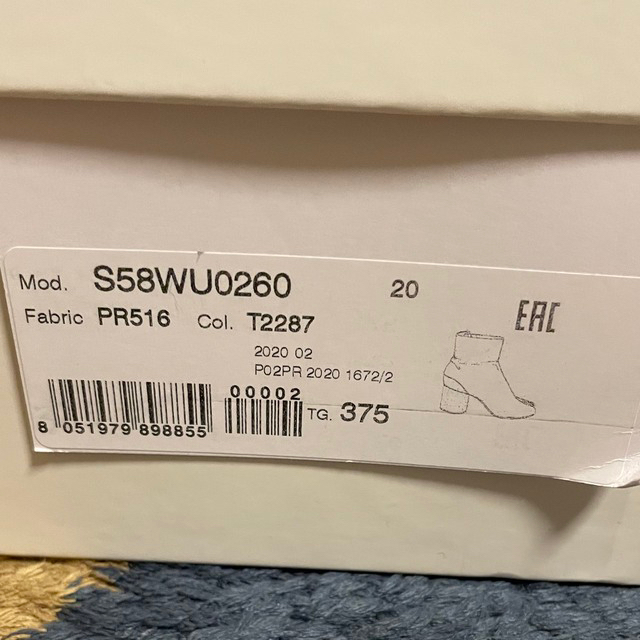 Mod. S58WU0260 20
Fabric PR516 Col. T2287
EAC
2020 02
P02PR 2020 1672/2
00002
8 051979 898855
TG. 375